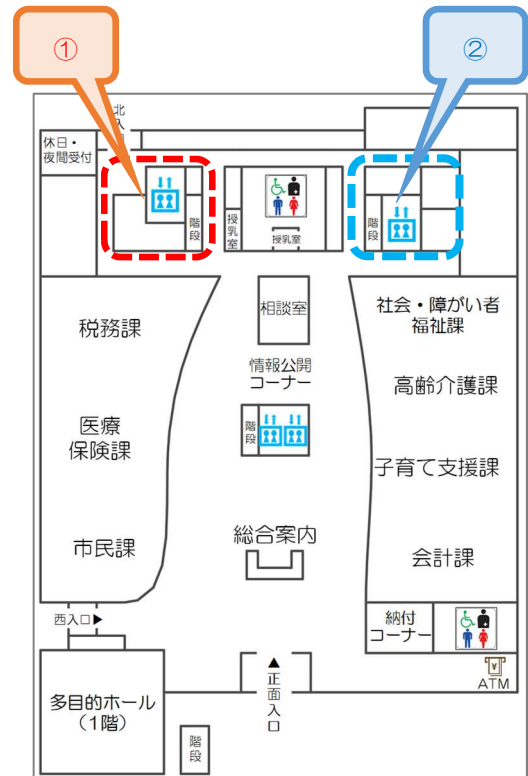 ①
②
北入口
休日・
夜間受付
階段
授乳室
授乳室
階段
相談室
税務課
社会・障がい者
福祉課
情報公開
コーナー
高齢介護課
階段
医療
保険課
子育て支援課
市民課
総合案内
会計課
西入口▶
納付
コーナー
▲正面入口
¥
ATM
多目的ホール
（1階）
階段